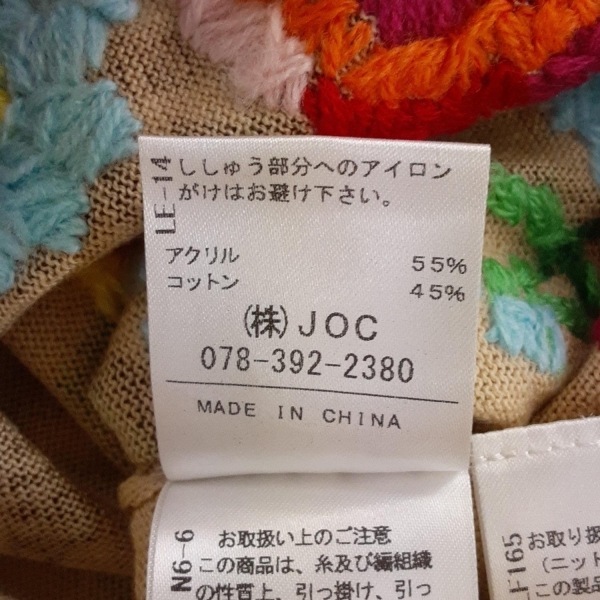 LE-14
ししゅう部分へのアイロン
がけはお避け下さい。
アクリル 55%
コットン 45%
(株)JOC
078-392-2380
MADE IN CHINA
N6-6
お取扱い上のご注意
この商品は、糸及び編組織
の性質上、引っ掛け、引っ
F165
お取り扱
(ニット
この製品